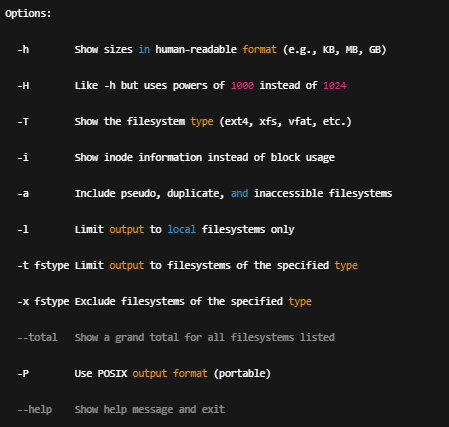 Options:
-h Show sizes in human-readable format (e.g., KB, MB, GB)
-H Like -h but uses powers of 1000 instead of 1024
-T Show the filesystem type (ext4, xfs, vfat, etc.)
-i Show inode information instead of block usage
-a Include pseudo, duplicate, and inaccessible filesystems
-l Limit output to local filesystems only
-t fstype Limit output to filesystems of the specified type
-x fstype Exclude filesystems of the specified type
--total Show a grand total for all filesystems listed
-P Use POSIX output format (portable)
--help Show help message and exit